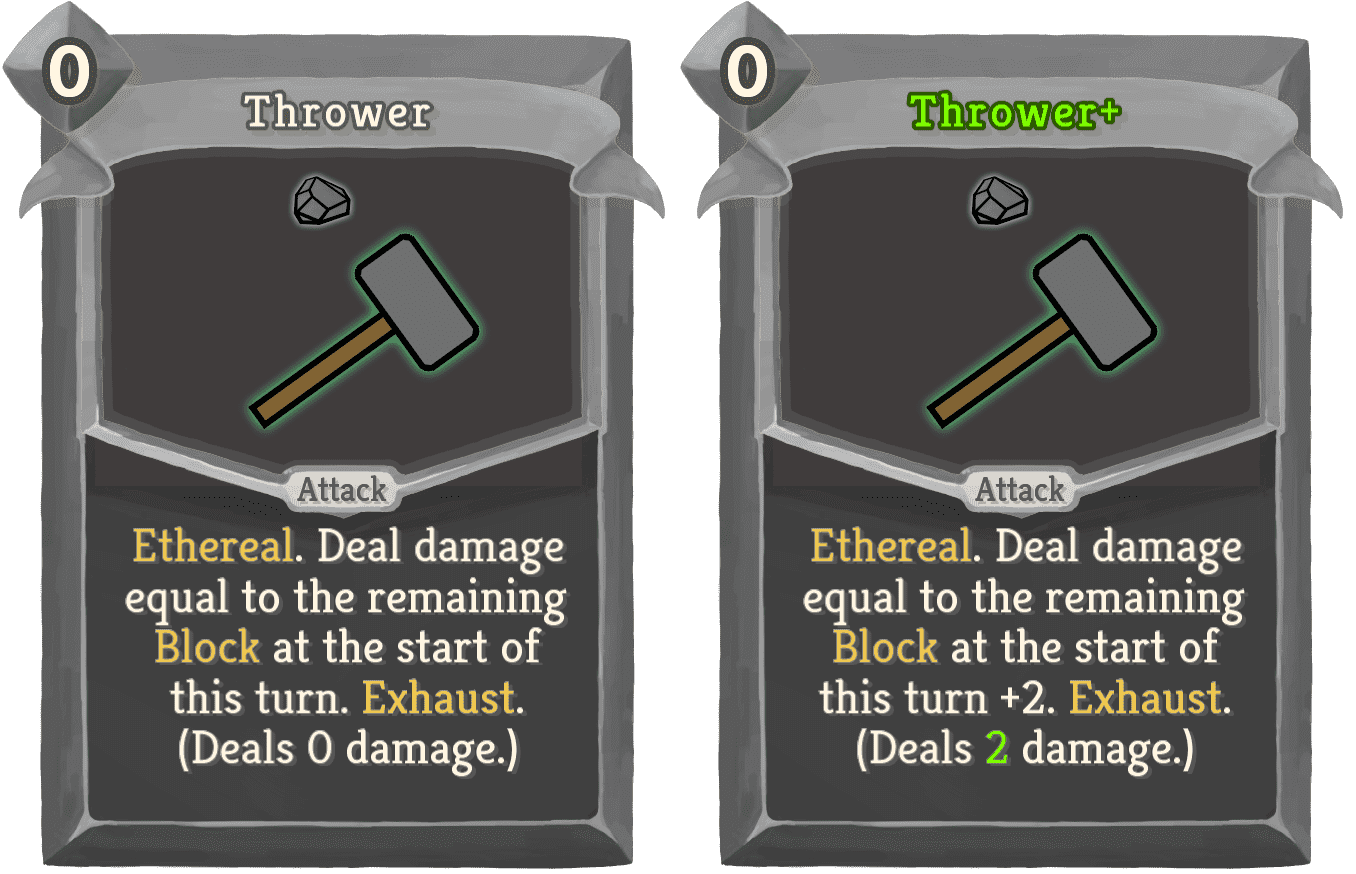 0
Thrower
Attack
Ethereal. Deal damage
equal to the remaining
Block at the start of
this turn. Exhaust.
(Deals 0 damage.)
0
Thrower+
Attack
Ethereal. Deal damage
equal to the remaining
Block at the start of
this turn +2. Exhaust.
(Deals 2 damage.)